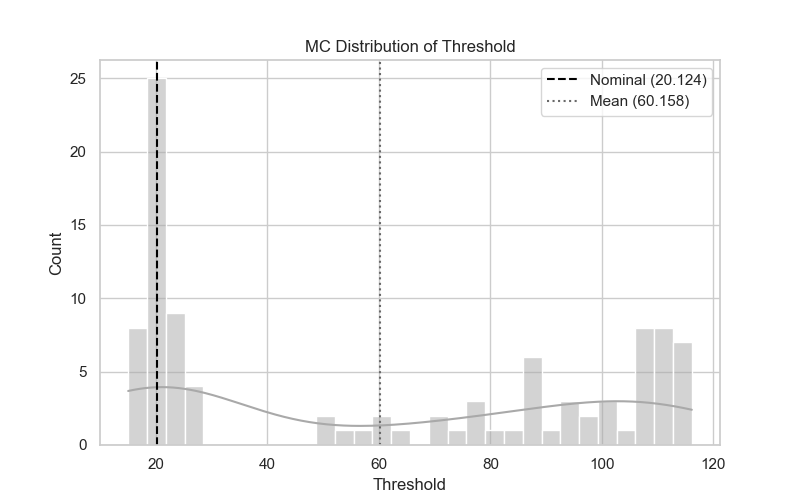 MC Distribution of Threshold
Nominal (20.124)
Mean (60.158)
Count
25
20
15
10
5
0
20 40 60 80 100 120
Threshold